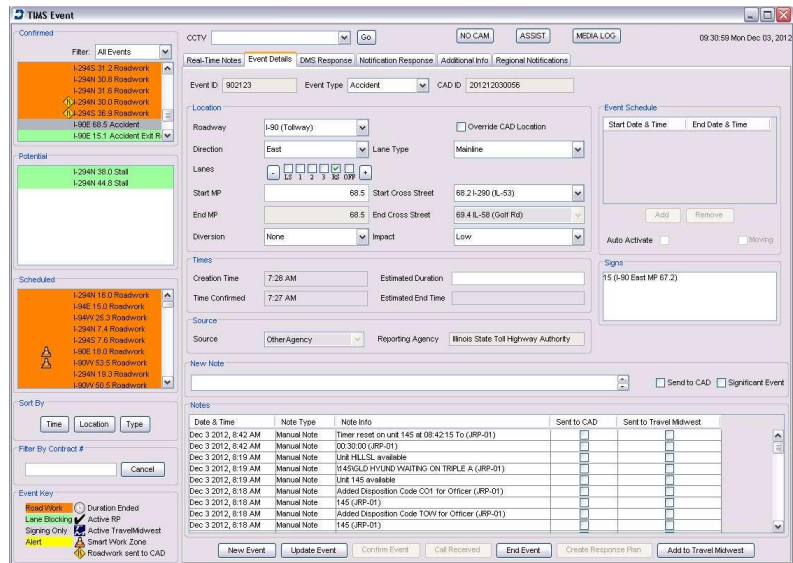 TIMS Event
Confirmed
Filter: All Events
I-294S 31.2 Roadwork
I-294N 30.8 Roadwork
I-294N 31.6 Roadwork
I-294N 30.0 Roadwork
I-294S 36.9 Roadwork
I-90E 68.5 Accident
I-90E 15.1 Accident Exit R
Potential
I-294N 38.0 Stall
I-294N 44.8 Stall
Scheduled
I-294N 16.0 Roadwork
I-94E 15.0 Roadwork
I-94W 25.3 Roadwork
I-294N 7.4 Roadwork
I-294S 7.6 Roadwork
I-90E 18.0 Roadwork
I-90W 53.5 Roadwork
I-294N 19.3 Roadwork
I-90W 50.5 Roadwork
Sort By
Time Location Type
Filter By Contract #
Cancel
Event Key
Road Work Duration Ended
Lane Blocking Active RP
Signing Only Active TravelMidwest
Alert Smart Work Zone
Roadwork sent to CAD
CCTV Go NO CAM ASSIST MEDIA LOG 09:30:59 Mon Dec 03, 2012
Real-Time Notes Event Details DMS Response Notification Response Additional Info Regional Notifications
Event ID 902123 Event Type Accident CAD ID 201212030056
Location
Roadway I-90 (Tollway) Override CAD Location
Direction East Lane Type Mainline
Lanes - LS 1 2 3 RS OFF +
Start MP 68.5 Start Cross Street 68.2 I-290 (IL-53)
End MP 68.5 End Cross Street 69.4 IL-58 (Golf Rd)
Diversion None Impact Low
Event Schedule
Start Date & Time End Date & Time
Add Remove
Auto Activate Moving
Times
Creation Time 7:28 AM Estimated Duration
Time Confirmed 7:27 AM Estimated End Time
Signs
15 (I-90 East MP 67.2)
Source
Source OtherAgency Reporting Agency Illinois State Toll Highway Authority
New Note
Send to CAD Significant Event
Notes
Date & Time Note Type Note Info Sent to CAD Sent to Travel Midwest
Dec 3 2012, 8:42 AM Manual Note Timer reset on unit 145 at 08:42:15 To (JRP-01)
Dec 3 2012, 8:42 AM Manual Note 00:30:00 (JRP-01)
Dec 3 2012, 8:19 AM Manual Note Unit HILLSL available
Dec 3 2012, 8:19 AM Manual Note \145\GLD HYUND WAITING ON TRIPLE A (JRP-01)
Dec 3 2012, 8:19 AM Manual Note Unit 145 available
Dec 3 2012, 8:18 AM Manual Note Added Disposition Code CO1 for Officer (JRP-01)
Dec 3 2012, 8:18 AM Manual Note 145 (JRP-01)
Dec 3 2012, 8:18 AM Manual Note Added Disposition Code TOW for Officer (JRP-01)
Dec 3 2012, 8:18 AM Manual Note 145 (JRP-01)
New Event Update Event Confirm Event Call Received End Event Create Response Plan Add to Travel Midwest